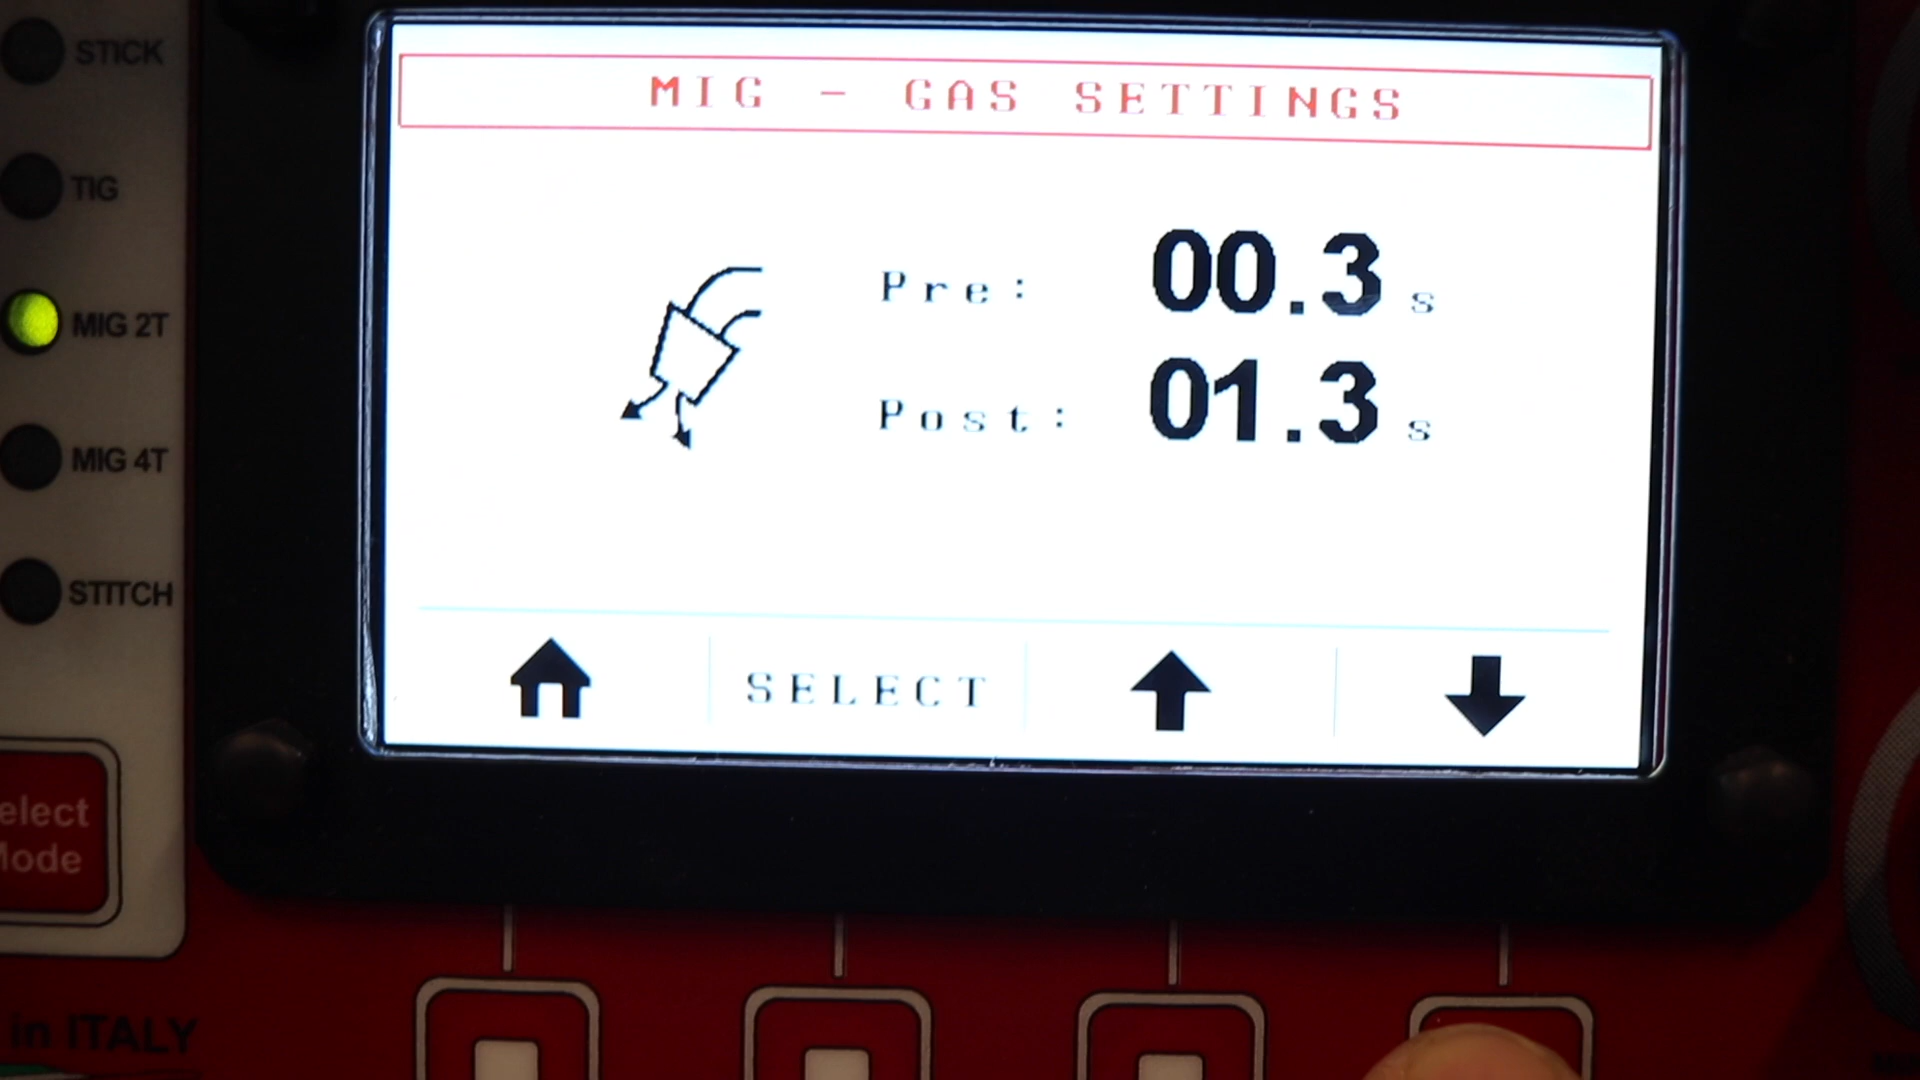 STICK
TIG
MIG 2T
MIG 4T
STITCH
elect
Mode
in ITALY
MIG - GAS SETTINGS
Pre: 00.3 s
Post: 01.3 s
SELECT